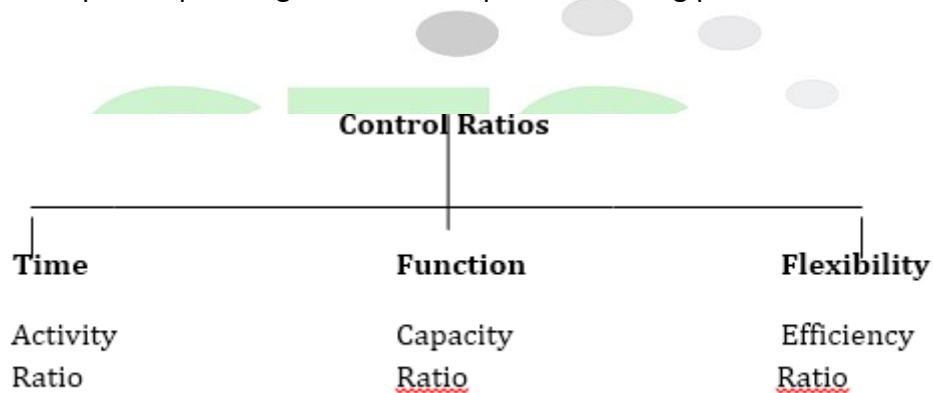 Control Ratios
Time Function Flexibility
Activity Capacity Efficiency
Ratio Ratio Ratio